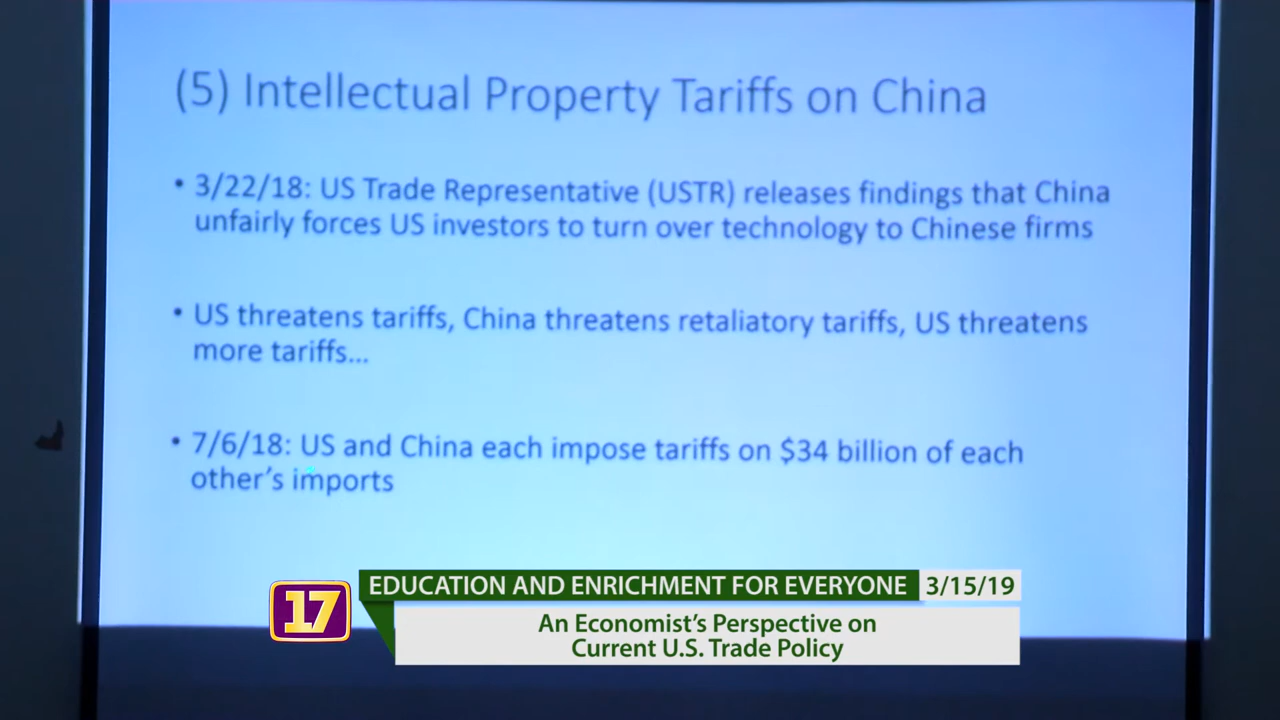 (5) Intellectual Property Tariffs on China
• 3/22/18: US Trade Representative (USTR) releases findings that China
unfairly forces US investors to turn over technology to Chinese firms
• US threatens tariffs, China threatens retaliatory tariffs, US threatens
more tariffs...
• 7/6/18: US and China each impose tariffs on $34 billion of each
other's imports
17
EDUCATION AND ENRICHMENT FOR EVERYONE 3/15/19
An Economist's Perspective on
Current U.S. Trade Policy